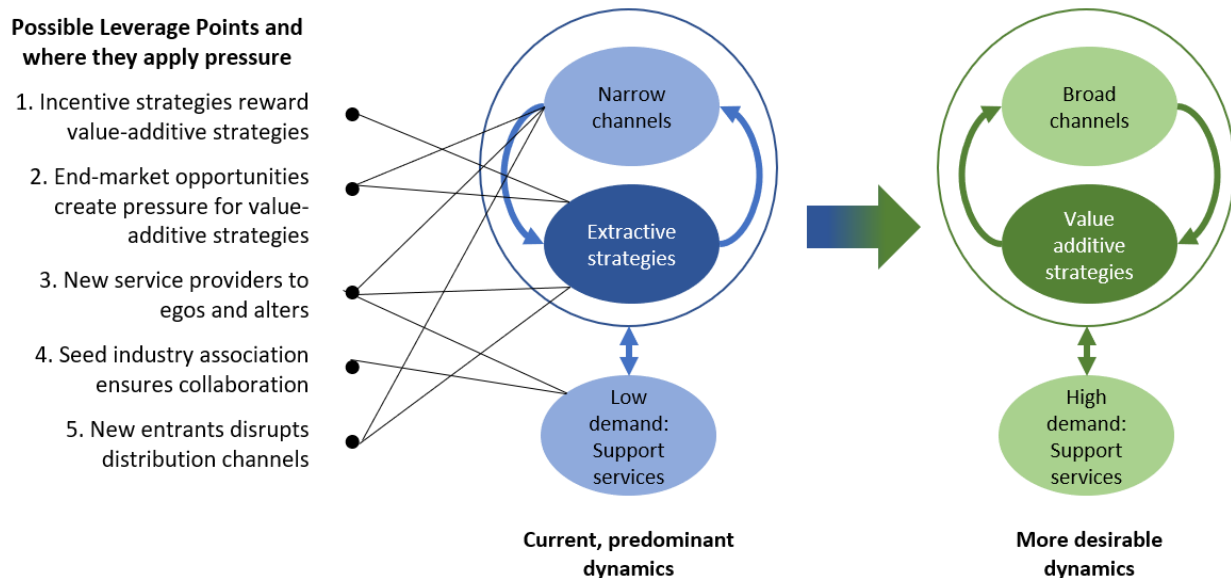 Possible Leverage Points and
where they apply pressure
1. Incentive strategies reward
value-additive strategies
2. End-market opportunities
create pressure for value-
additive strategies
3. New service providers to
egos and alters
4. Seed industry association
ensures collaboration
5. New entrants disrupts
distribution channels
Narrow
channels
Extractive
strategies
Low
demand:
Support
services
Current, predominant
dynamics
Broad
channels
Value
additive
strategies
High
demand:
Support
services
More desirable
dynamics